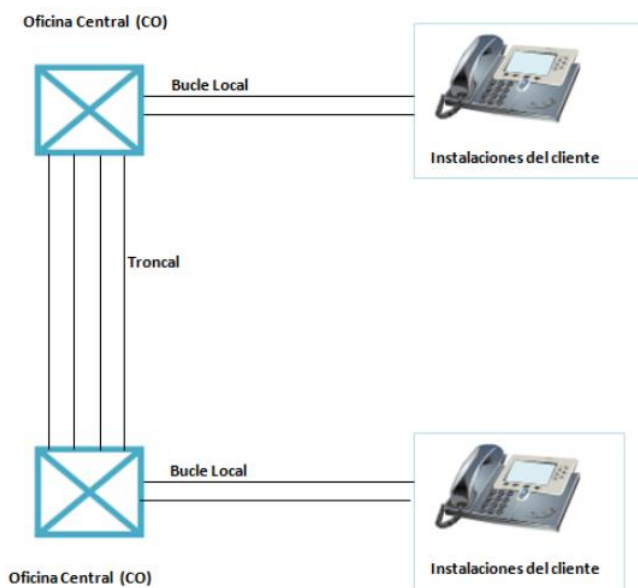 Oficina Central (CO)
Bucle Local
Instalaciones del cliente
Troncal
Bucle Local
Instalaciones del cliente
Oficina Central (CO)